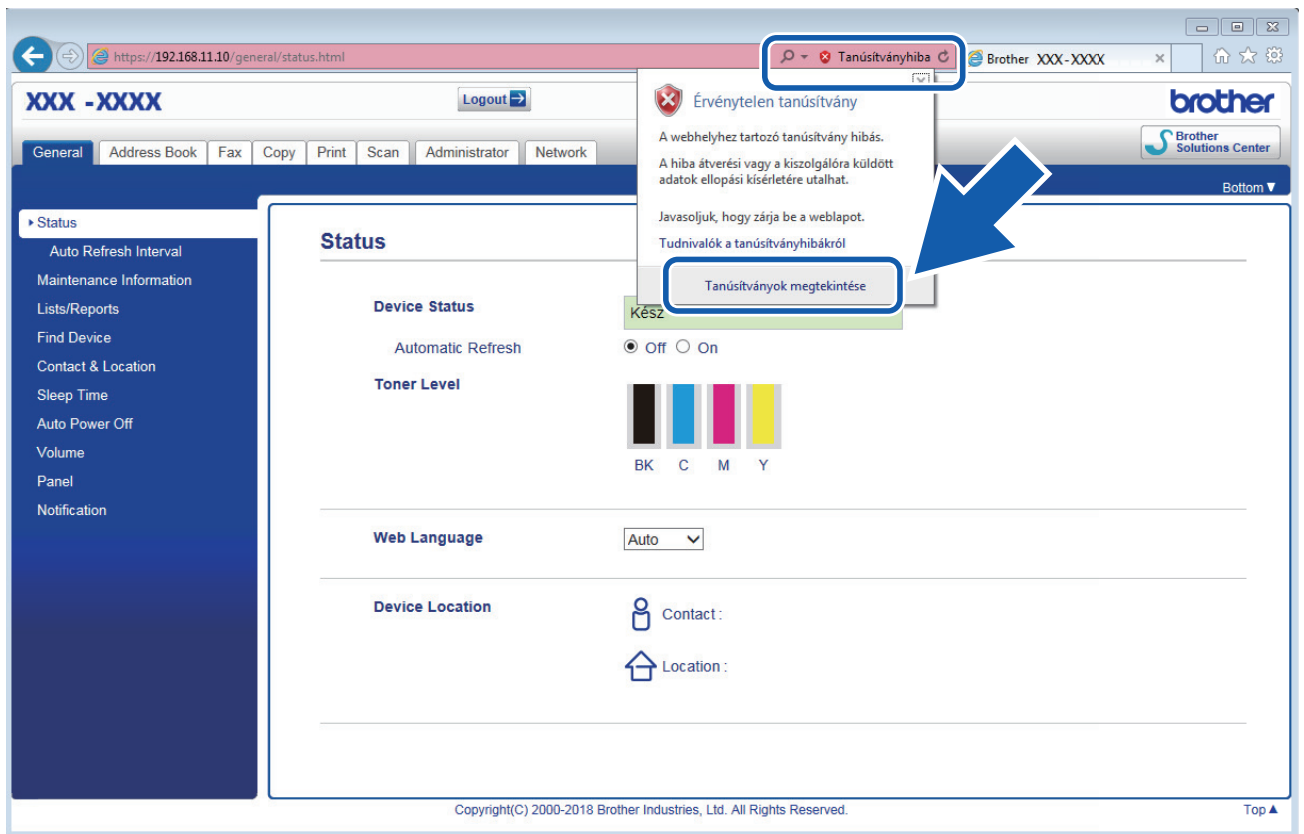 https://192.168.11.10/general/status.html
Tanúsítványhiba
Brother XXX-XXXX
XXX -XXXX
Logout
brother
General
Address Book
Fax
Copy
Print
Scan
Administrator
Network
Brother
Solutions Center
Bottom▼
Érvénytelen tanúsítvány
A webhelyhez tartozó tanúsítvány hibás.
A hiba átverési vagy a kiszolgálóra küldött
adatok ellopási kísérletére utalhat.
Javasoljuk, hogy zárja be a weblapot.
Tudnivalók a tanúsítványhibákról
Tanúsítványok megtekintése
Status
Auto Refresh Interval
Maintenance Information
Lists/Reports
Find Device
Contact & Location
Sleep Time
Auto Power Off
Volume
Panel
Notification
Status
Device Status
Kész
Automatic Refresh
Off
On
Toner Level
BK C M Y
Web Language
Auto
Device Location
Contact :
Location :
Copyright(C) 2000-2018 Brother Industries, Ltd. All Rights Reserved.
Top▲